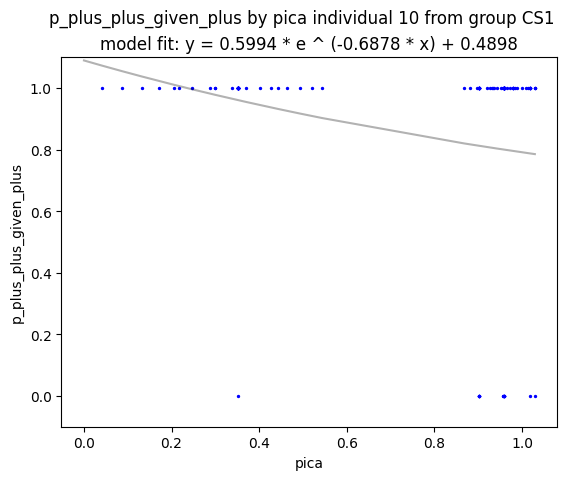 p_plus_plus_given_plus by pica individual 10 from group CS1
model fit: y = 0.5994 * e ^ (-0.6878 * x) + 0.4898
1.0
0.8
0.6
0.4
0.2
0.0
p_plus_plus_given_plus
0.0 0.2 0.4 0.6 0.8 1.0
pica